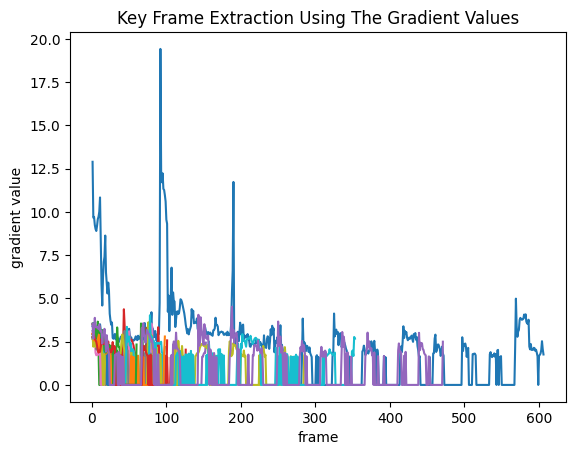 Key Frame Extraction Using The Gradient Values
20.0
17.5
15.0
12.5
10.0
7.5
5.0
2.5
0.0
gradient value
0 100 200 300 400 500 600
frame